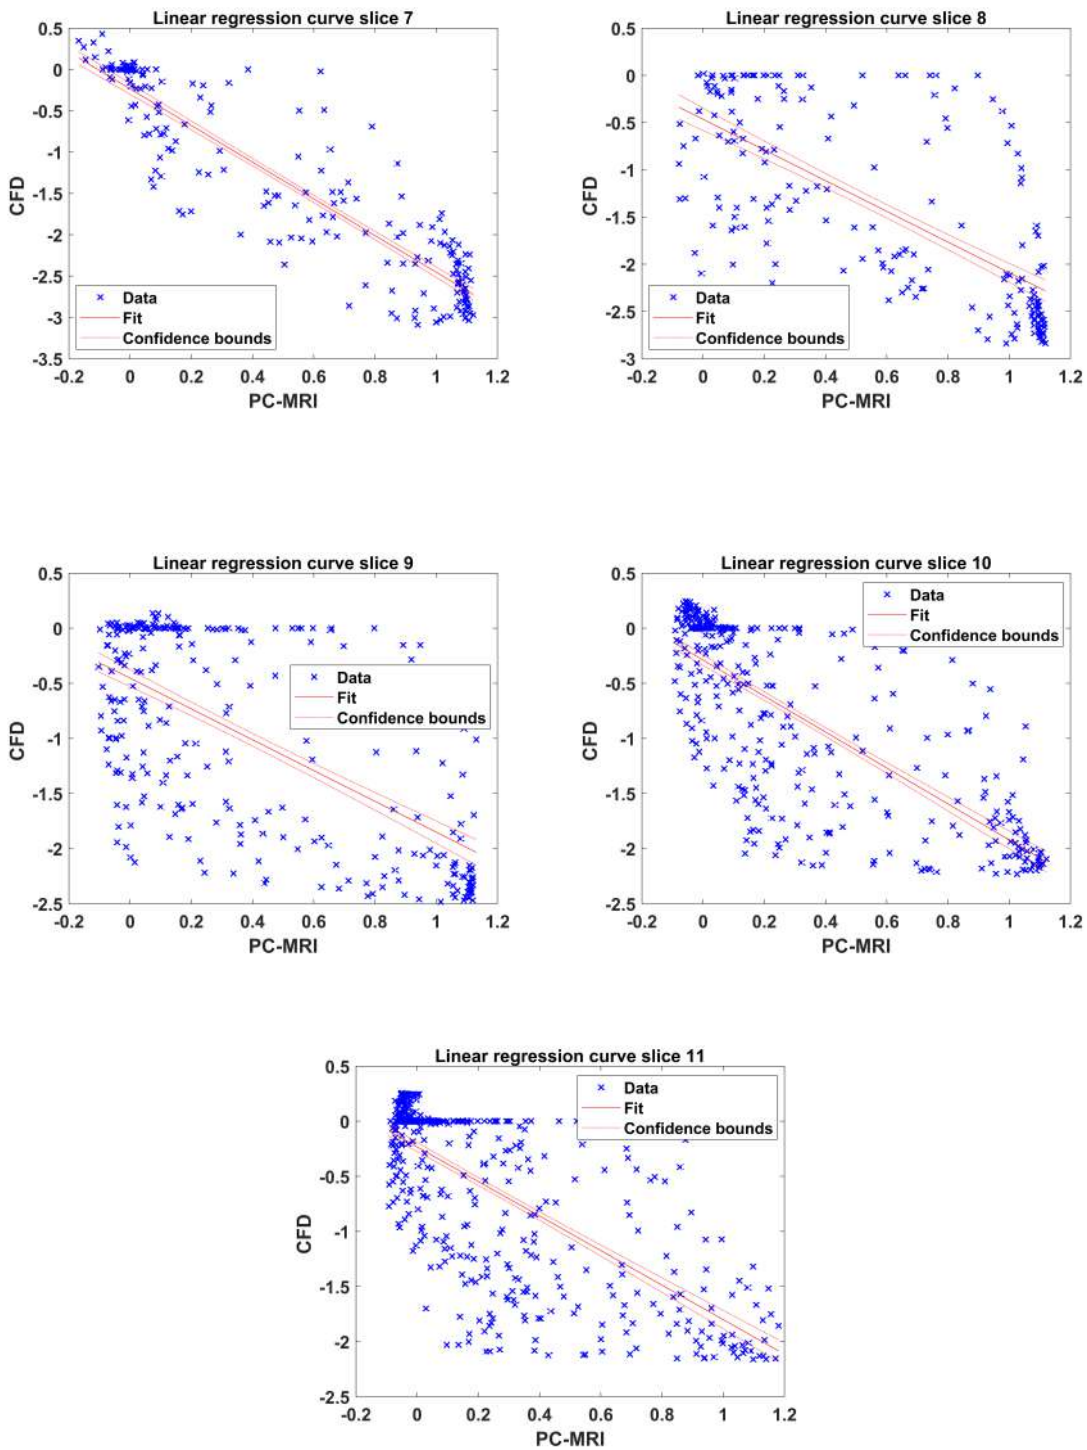 Linear regression curve slice 7
0.5
0
-0.5
-1
-1.5
-2
-2.5
-3
-3.5
CFD
Data
Fit
Confidence bounds
-0.2 0 0.2 0.4 0.6 0.8 1 1.2
PC-MRI
Linear regression curve slice 8
0.5
0
-0.5
-1
-1.5
-2
-2.5
-3
CFD
Data
Fit
Confidence bounds
-0.2 0 0.2 0.4 0.6 0.8 1 1.2
PC-MRI
Linear regression curve slice 9
0.5
0
-0.5
-1
-1.5
-2
-2.5
CFD
Data
Fit
Confidence bounds
-0.2 0 0.2 0.4 0.6 0.8 1 1.2
PC-MRI
Linear regression curve slice 10
0.5
0
-0.5
-1
-1.5
-2
-2.5
CFD
Data
Fit
Confidence bounds
-0.2 0 0.2 0.4 0.6 0.8 1 1.2
PC-MRI
Linear regression curve slice 11
0.5
0
-0.5
-1
-1.5
-2
-2.5
CFD
Data
Fit
Confidence bounds
-0.2 0 0.2 0.4 0.6 0.8 1 1.2
PC-MRI